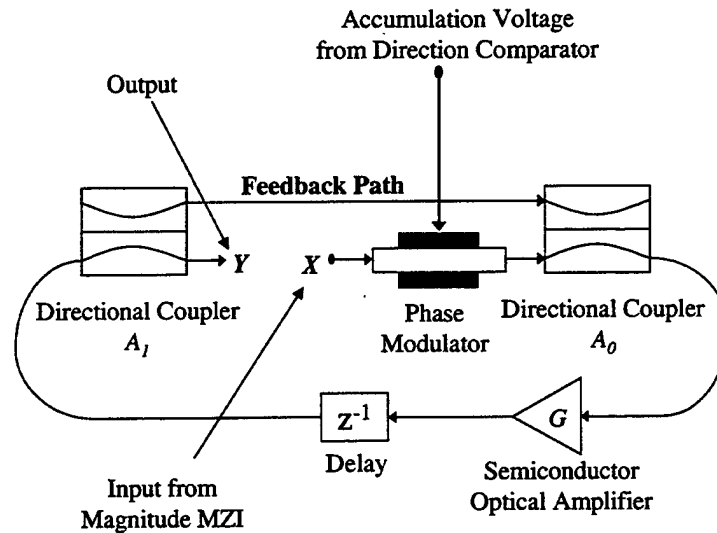 Accumulation Voltage
from Direction Comparator
Output
Feedback Path
Y
X
Directional Coupler
A₁
Phase
Modulator
Directional Coupler
A₀
z⁻¹
G
Delay
Semiconductor
Optical Amplifier
Input from
Magnitude MZI